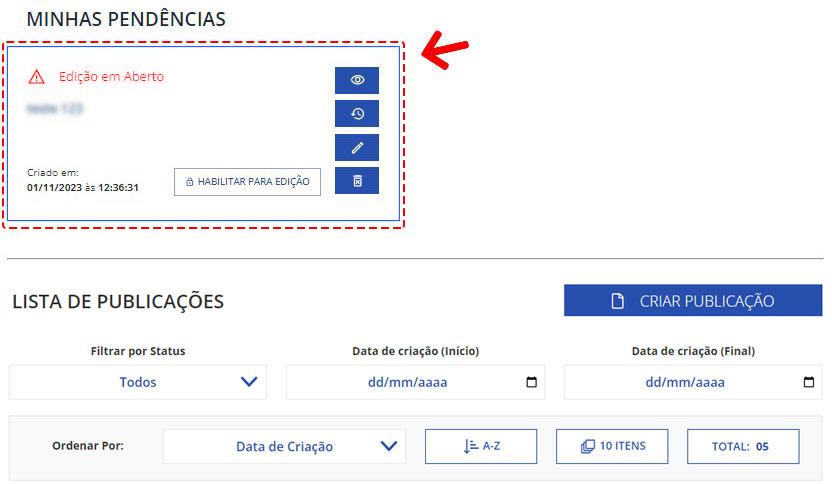 MINHAS PENDÊNCIAS
Edição em Aberto
teste 123
Criado em:
01/11/2023 às 12:36:31
HABILITAR PARA EDIÇÃO
LISTA DE PUBLICAÇÕES
CRIAR PUBLICAÇÃO
Filtrar por Status
Data de criação (Início)
Data de criação (Final)
Todos
dd/mm/aaaa
dd/mm/aaaa
Ordenar Por:
Data de Criação
A-Z
10 ITENS
TOTAL: 05